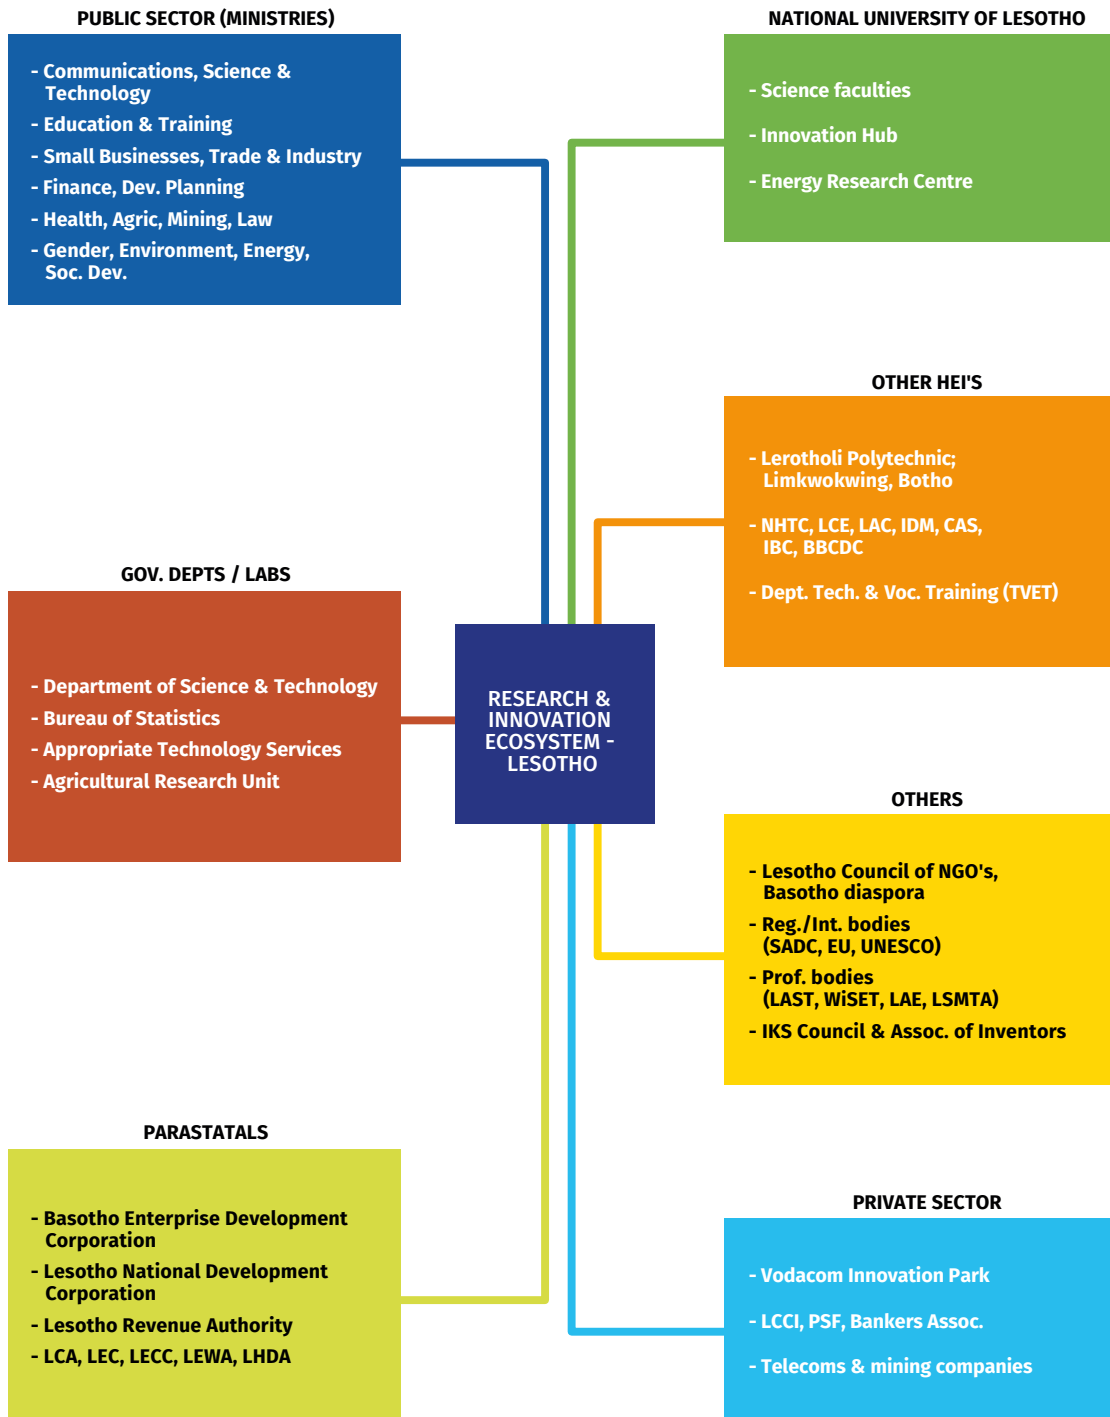 PUBLIC SECTOR (MINISTRIES)
- Communications, Science &
Technology
- Education & Training
- Small Businesses, Trade & Industry
- Finance, Dev. Planning
- Health, Agric, Mining, Law
- Gender, Environment, Energy,
Soc. Dev.
NATIONAL UNIVERSITY OF LESOTHO
- Science faculties
- Innovation Hub
- Energy Research Centre
OTHER HEI'S
- Lerotholi Polytechnic;
Limkwokwing, Botho
- NHTC, LCE, LAC, IDM, CAS,
IBC, BBCDC
- Dept. Tech. & Voc. Training (TVET)
GOV. DEPTS / LABS
- Department of Science & Technology
- Bureau of Statistics
- Appropriate Technology Services
- Agricultural Research Unit
RESEARCH &
INNOVATION
ECOSYSTEM -
LESOTHO
OTHERS
- Lesotho Council of NGO's,
Basotho diaspora
- Reg./Int. bodies
(SADC, EU, UNESCO)
- Prof. bodies
(LAST, WiSET, LAE, LSMTA)
- IKS Council & Assoc. of Inventors
PARASTATALS
- Basotho Enterprise Development
Corporation
- Lesotho National Development
Corporation
- Lesotho Revenue Authority
- LCA, LEC, LECC, LEWA, LHDA
PRIVATE SECTOR
- Vodacom Innovation Park
- LCCI, PSF, Bankers Assoc.
- Telecoms & mining companies